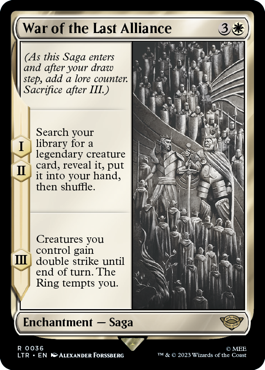 War of the Last Alliance 3
(As this Saga enters
and after your draw
step, add a lore counter.
Sacrifice after III.)
I
II
Search your
library for a
legendary creature
card, reveal it, put
it into your hand,
then shuffle.
III
Creatures you
control gain
double strike until
end of turn. The
Ring tempts you.
Enchantment — Saga
R 0036
LTR • EN ALEXANDER FORSSBERG
© MEE
™ & © 2023 Wizards of the Coast